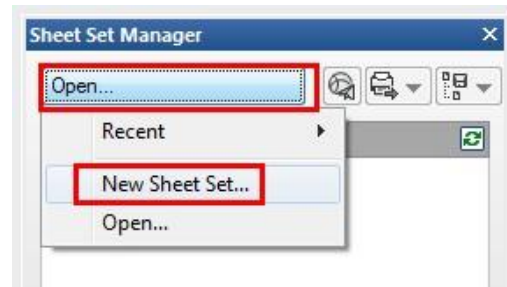 Sheet Set Manager
Open...
Recent
New Sheet Set...
Open...